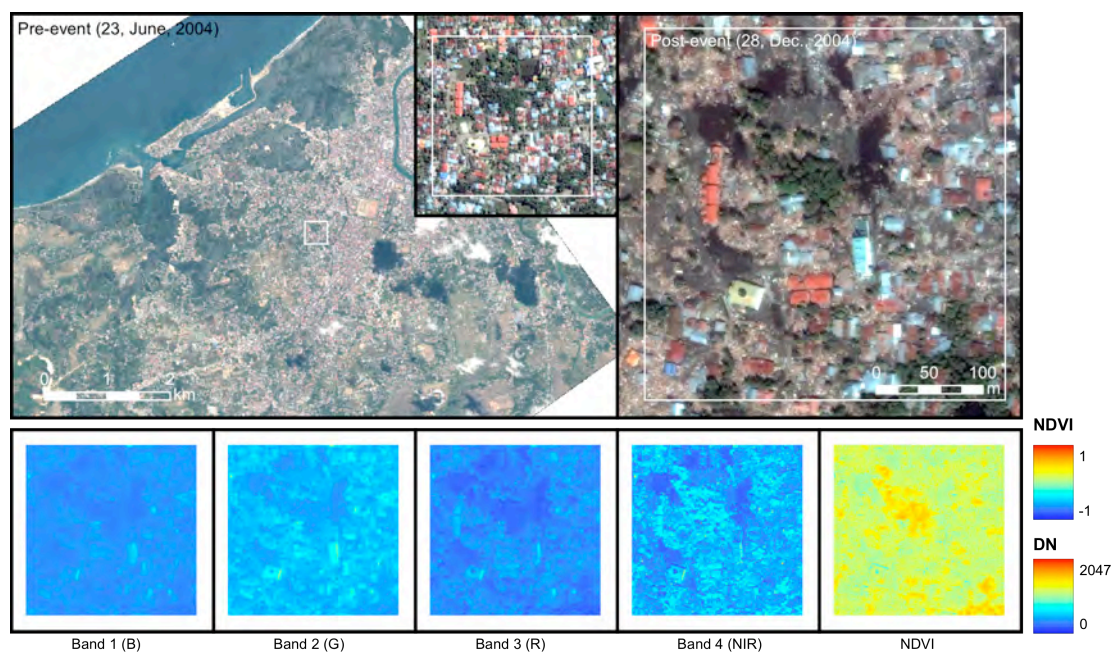 Pre-event (23, June, 2004)
Post-event (28, Dec., 2004)
0 1 2
km
0 50 100
m
NDVI
1
-1
DN
2047
0
Band 1 (B)
Band 2 (G)
Band 3 (R)
Band 4 (NIR)
NDVI